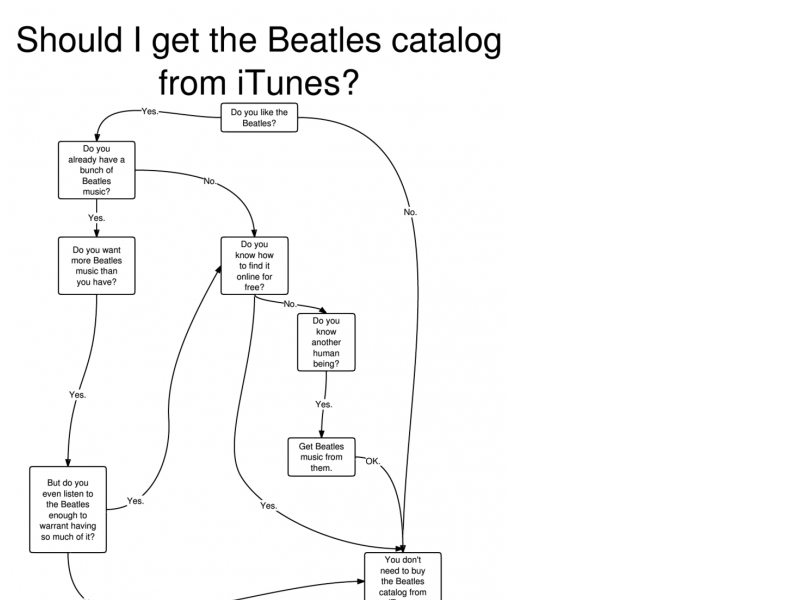 Should I get the Beatles catalog
from iTunes?
Do you like the
Beatles?
Yes.
No.
Do you
already have a
bunch of
Beatles
music?
No.
Yes.
Do you want
more Beatles
music than
you have?
Do you
know how
to find it
online for
free?
No.
Do you
know
another
human
being?
Yes.
Yes.
Get Beatles
music from
them.
OK.
But do you
even listen to
the Beatles
enough to
warrant having
so much of it?
Yes.
Yes.
You don't
need to buy
the Beatles
catalog from